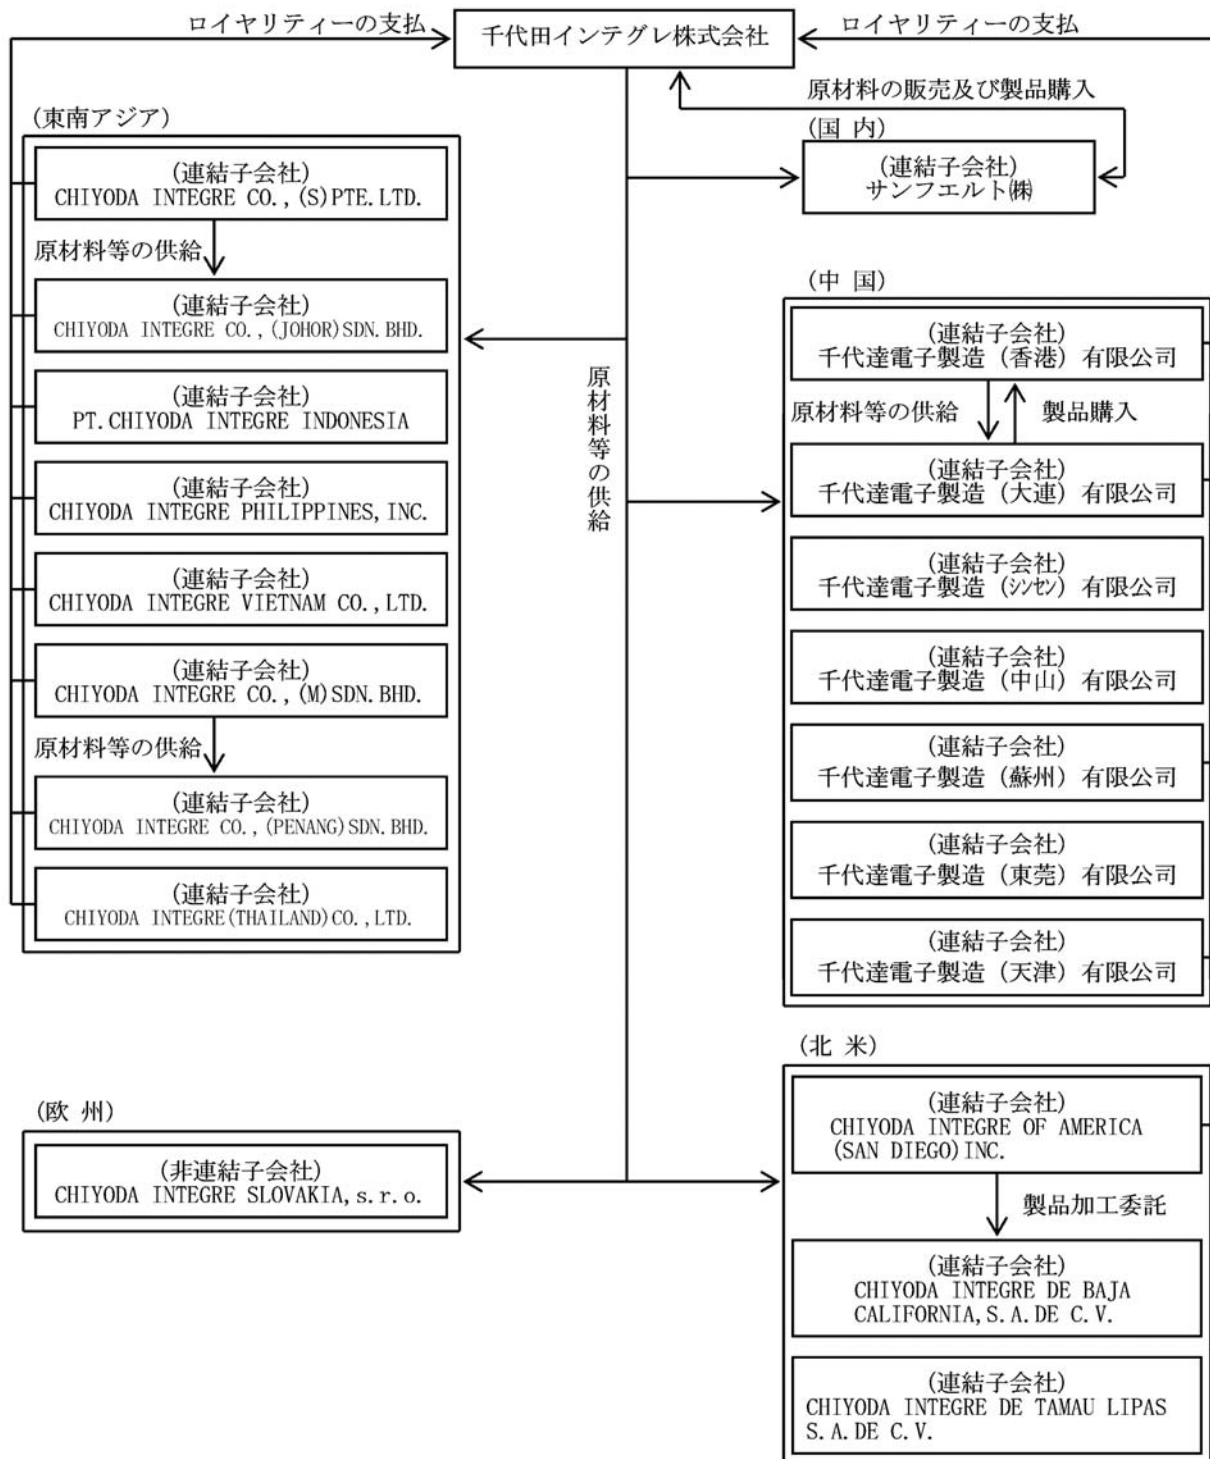 ロイヤリティーの支払
千代田インテグレ株式会社
ロイヤリティーの支払
原材料の販売及び製品購入
(東南アジア)
(連結子会社)
CHIYODA INTEGRE CO.,(S)PTE.LTD.
原材料等の供給
(連結子会社)
CHIYODA INTEGRE CO.,(JOHOR)SDN.BHD.
(連結子会社)
PT.CHIYODA INTEGRE INDONESIA
(連結子会社)
CHIYODA INTEGRE PHILIPPINES,INC.
(連結子会社)
CHIYODA INTEGRE VIETNAM CO.,LTD.
(連結子会社)
CHIYODA INTEGRE CO.,(M)SDN.BHD.
原材料等の供給
(連結子会社)
CHIYODA INTEGRE CO.,(PENANG)SDN.BHD.
(連結子会社)
CHIYODA INTEGRE(THAILAND)CO.,LTD.
(欧 州)
(非連結子会社)
CHIYODA INTEGRE SLOVAKIA,s.r.o.
原材料等の供給
(国 内)
(連結子会社)
サンフエルト㈱
(中 国)
(連結子会社)
千代達電子製造（香港）有限公司
原材料等の供給
製品購入
(連結子会社)
千代達電子製造（大連）有限公司
(連結子会社)
千代達電子製造（ｼﾝｾﾝ）有限公司
(連結子会社)
千代達電子製造（中山）有限公司
(連結子会社)
千代達電子製造（蘇州）有限公司
(連結子会社)
千代達電子製造（東莞）有限公司
(連結子会社)
千代達電子製造（天津）有限公司
(北 米)
(連結子会社)
CHIYODA INTEGRE OF AMERICA
(SAN DIEGO)INC.
製品加工委託
(連結子会社)
CHIYODA INTEGRE DE BAJA
CALIFORNIA,S.A.DE C.V.
(連結子会社)
CHIYODA INTEGRE DE TAMAU LIPAS
S.A.DE C.V.